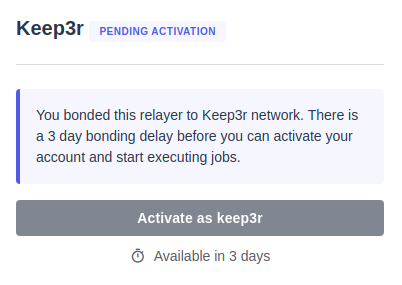 Keep3r PENDING ACTIVATION
You bonded this relayer to Keep3r network. There is
a 3 day bonding delay before you can activate your
account and start executing jobs.
Activate as keep3r
Available in 3 days